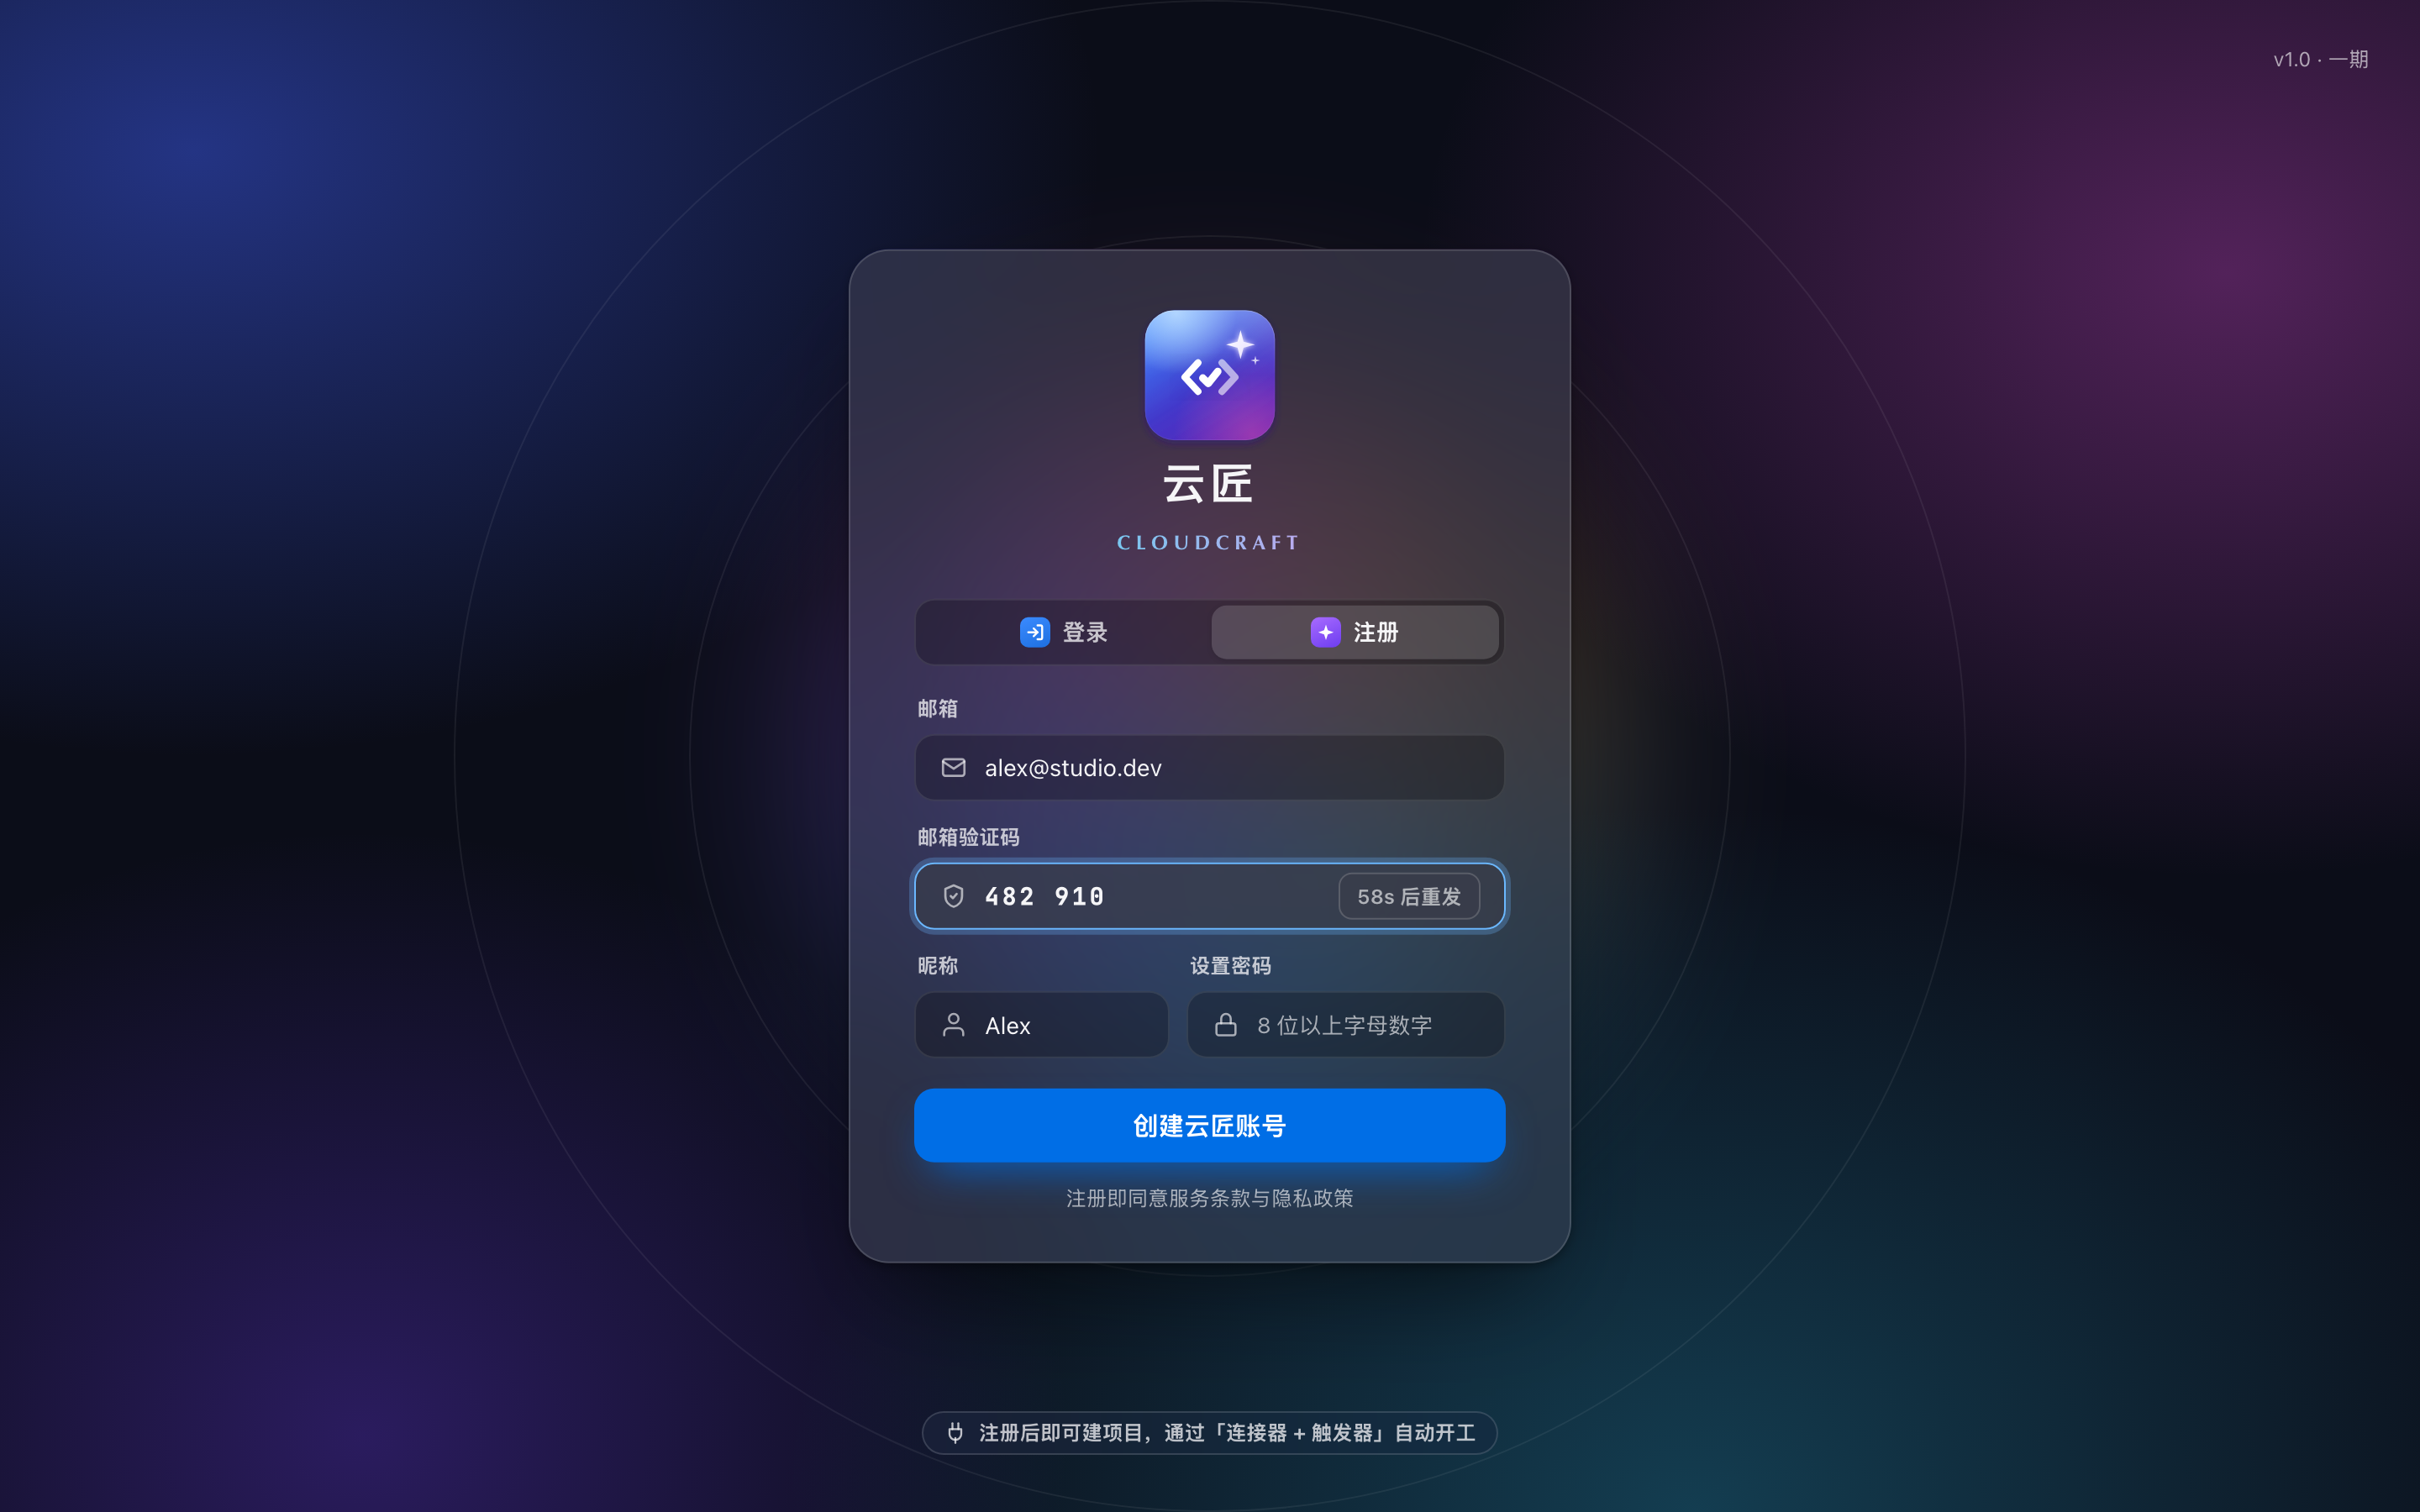 v1.0 · 一期
云匠
CLOUDCRAFT
登录 注册
邮箱
alex@studio.dev
邮箱验证码
482 910 58s 后重发
昵称 设置密码
Alex 8 位以上字母数字
创建云匠账号
注册即同意服务条款与隐私政策
注册后即可建项目，通过「连接器 + 触发器」自动开工